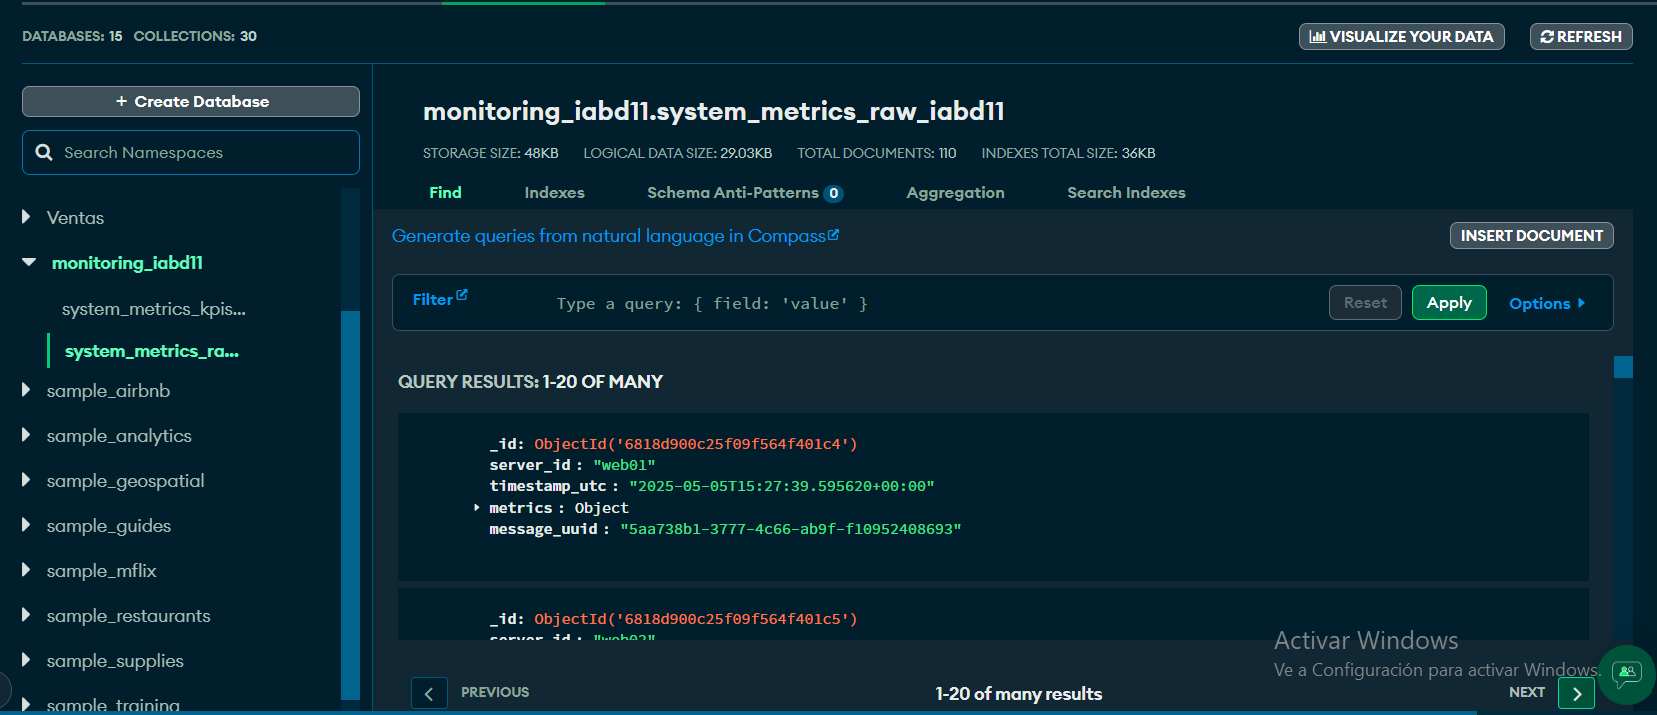 DATABASES: 15 COLLECTIONS: 30
VISUALIZE YOUR DATA
REFRESH
+ Create Database
Search Namespaces
Ventas
monitoring_iabd11
system_metrics_kpis...
system_metrics_ra...
sample_airbnb
sample_analytics
sample_geospatial
sample_guides
sample_mflix
sample_restaurants
sample_supplies
sample_training
monitoring_iabd11.system_metrics_raw_iabd11
STORAGE SIZE: 48KB LOGICAL DATA SIZE: 29.03KB TOTAL DOCUMENTS: 110 INDEXES TOTAL SIZE: 36KB
Find Indexes Schema Anti-Patterns 0 Aggregation Search Indexes
Generate queries from natural language in Compass
INSERT DOCUMENT
Filter Type a query: { field: 'value' } Reset Apply Options
QUERY RESULTS: 1-20 OF MANY
_id: ObjectId('6818d900c25f09f564f401c4')
server_id : "web01"
timestamp_utc : "2025-05-05T15:27:39.595620+00:00"
metrics : Object
message_uuid : "5aa738b1-3777-4c66-ab9f-f10952408693"
_id: ObjectId('6818d900c25f09f564f401c5')
server_id : "web02"
Activar Windows
Ve a Configuración para activar Windows.
PREVIOUS 1-20 of many results NEXT